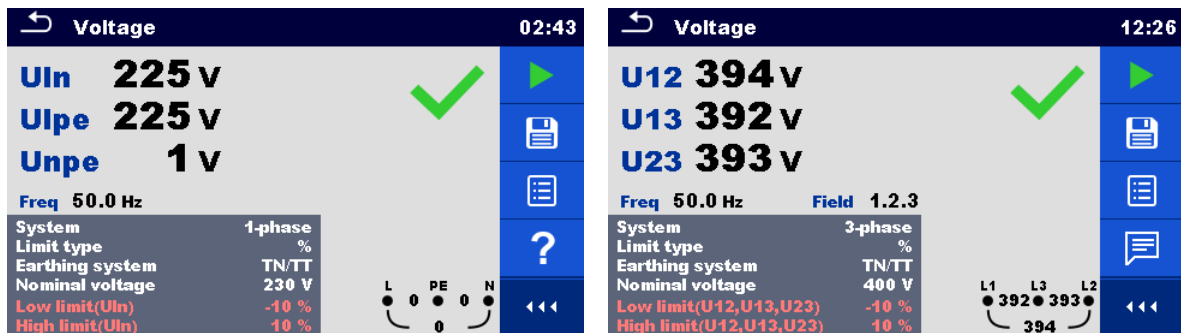 Voltage 02:43
Uln 225 V
Ulpe 225 V
Unpe 1 V
Freq 50.0 Hz
System 1-phase
Limit type %
Earthing system TN/TT
Nominal voltage 230 V
Low limit(Uln) -10 %
High limit(Uln) 10 %
?
L PE N
0 0
0
Voltage 12:26
U12 394 V
U13 392 V
U23 393 V
Freq 50.0 Hz Field 1.2.3
System 3-phase
Limit type %
Earthing system TN/TT
Nominal voltage 400 V
Low limit(U12,U13,U23) -10 %
High limit(U12,U13,U23) 10 %
L1 L3 L2
392 393
394